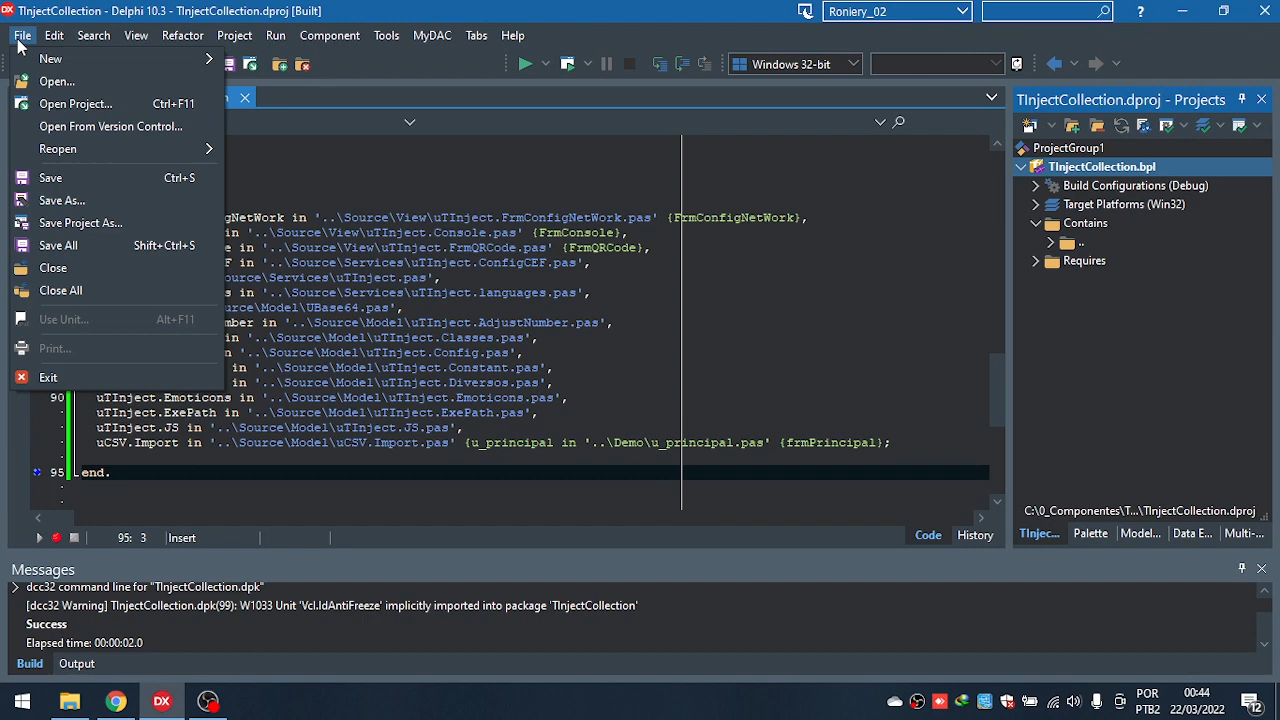 TInjectCollection - Delphi 10.3 - TInjectCollection.dproj [Built]
Roniery_02
File Edit Search View Refactor Project Run Component Tools MyDAC Tabs Help
New
Open...
Open Project... Ctrl+F11
Open From Version Control...
Reopen
Save Ctrl+S
Save As...
Save Project As...
Save All Shift+Ctrl+S
Close
Close All
Use Unit... Alt+F11
Print...
Exit
Windows 32-bit
gNetWork in '..\Source\View\uTInject.FrmConfigNetWork.pas' {FrmConfigNetWork},
in '..\Source\View\uTInject.Console.pas' {FrmConsole},
e in '..\Source\View\uTInject.FrmQRCode.pas' {FrmQRCode},
F in '..\Source\Services\uTInject.ConfigCEF.pas',
ource\Services\uTInject.pas',
s in '..\Source\Services\uTInject.languages.pas',
urce\Model\UBase64.pas',
mber in '..\Source\Model\uTInject.AdjustNumber.pas',
in '..\Source\Model\uTInject.Classes.pas',
n '..\Source\Model\uTInject.Config.pas',
in '..\Source\Model\uTInject.Constant.pas',
in '..\Source\Model\uTInject.Diversos.pas',
90 uTInject.Emoticons in '..\Source\Model\uTInject.Emoticons.pas',
uTInject.ExePath in '..\Source\Model\uTInject.ExePath.pas',
uTInject.JS in '..\Source\Model\uTInject.JS.pas',
uCSV.Import in '..\Source\Model\uCSV.Import.pas' {u_principal in '..\Demo\u_principal.pas' {frmPrincipal};
95 end.
95: 3 Insert
Code History
TInjectCollection.dproj - Projects
ProjectGroup1
TInjectCollection.bpl
Build Configurations (Debug)
Target Platforms (Win32)
Contains
..
Requires
C:\0_Componentes\T...\TInjectCollection.dproj
TInjec... Palette Model... Data E... Multi-...
Messages
dcc32 command line for "TInjectCollection.dpk"
[dcc32 Warning] TInjectCollection.dpk(99): W1033 Unit 'Vcl.IdAntiFreeze' implicitly imported into package 'TInjectCollection'
Success
Elapsed time: 00:00:02.0
Build Output
DX
POR
PTB2
00:44
22/03/2022
12